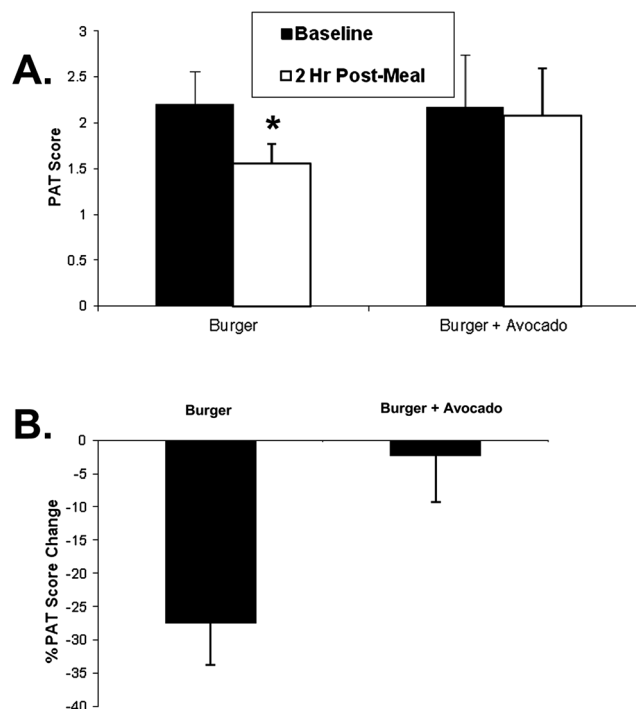 A.
3
2.5
2
1.5
1
0.5
0
PAT Score
Baseline
2 Hr Post-Meal
*
Burger
Burger + Avocado
B.
Burger
Burger + Avocado
0
-5
-10
-15
-20
-25
-30
-35
-40
%PAT Score Change